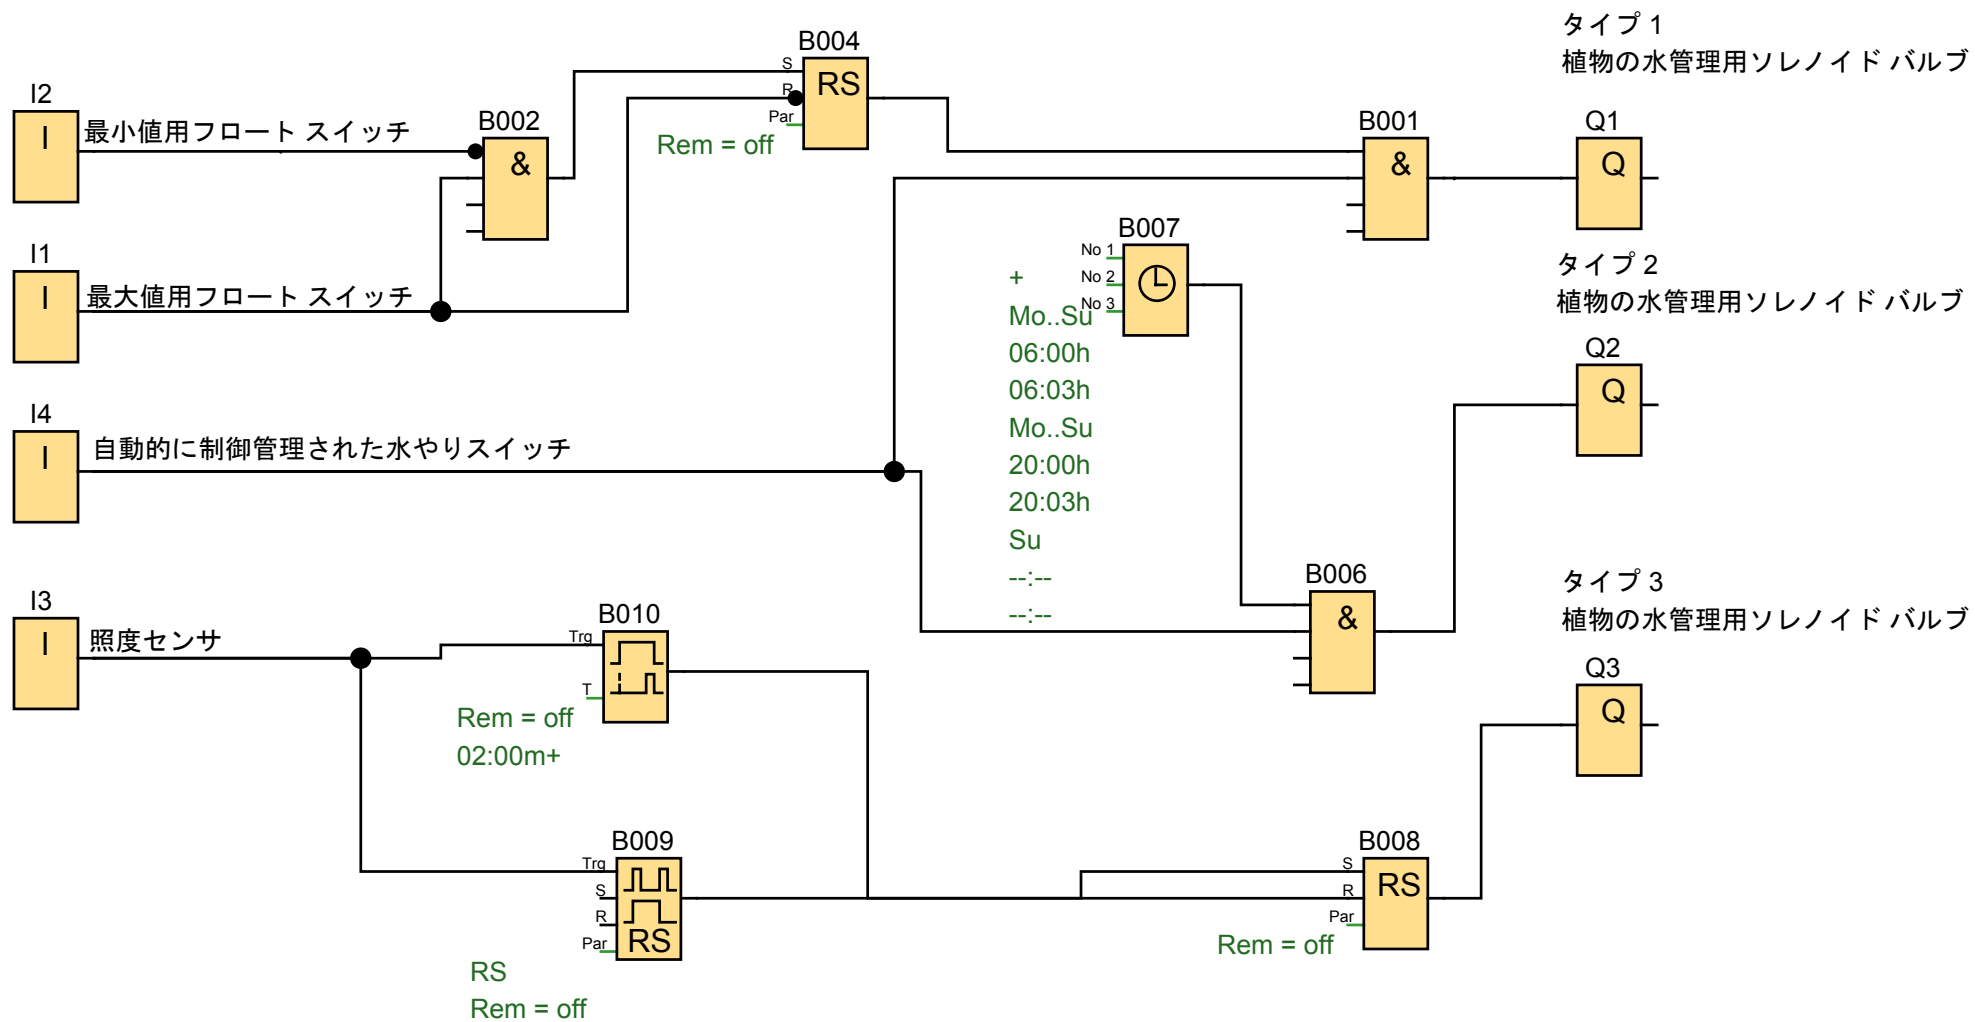 タイプ 1
植物の水管理用ソレノイド バルブ
B004
S
R
Par
RS
Rem = off
I2
I
最小値用フロート スイッチ
B002
&
B001
&
Q1
Q
I1
I
最大値用フロート スイッチ
B007
No 1
No 2
No 3
+
Mo..Su
06:00h
06:03h
Mo..Su
20:00h
20:03h
Su
--:--
--:--
タイプ 2
植物の水管理用ソレノイド バルブ
Q2
Q
I4
I
自動的に制御管理された水やりスイッチ
B006
&
タイプ 3
植物の水管理用ソレノイド バルブ
Q3
Q
I3
I
照度センサ
B010
Trg
T
Rem = off
02:00m+
B009
Trg
S
R
Par
RS
RS
Rem = off
B008
S
R
Par
RS
Rem = off